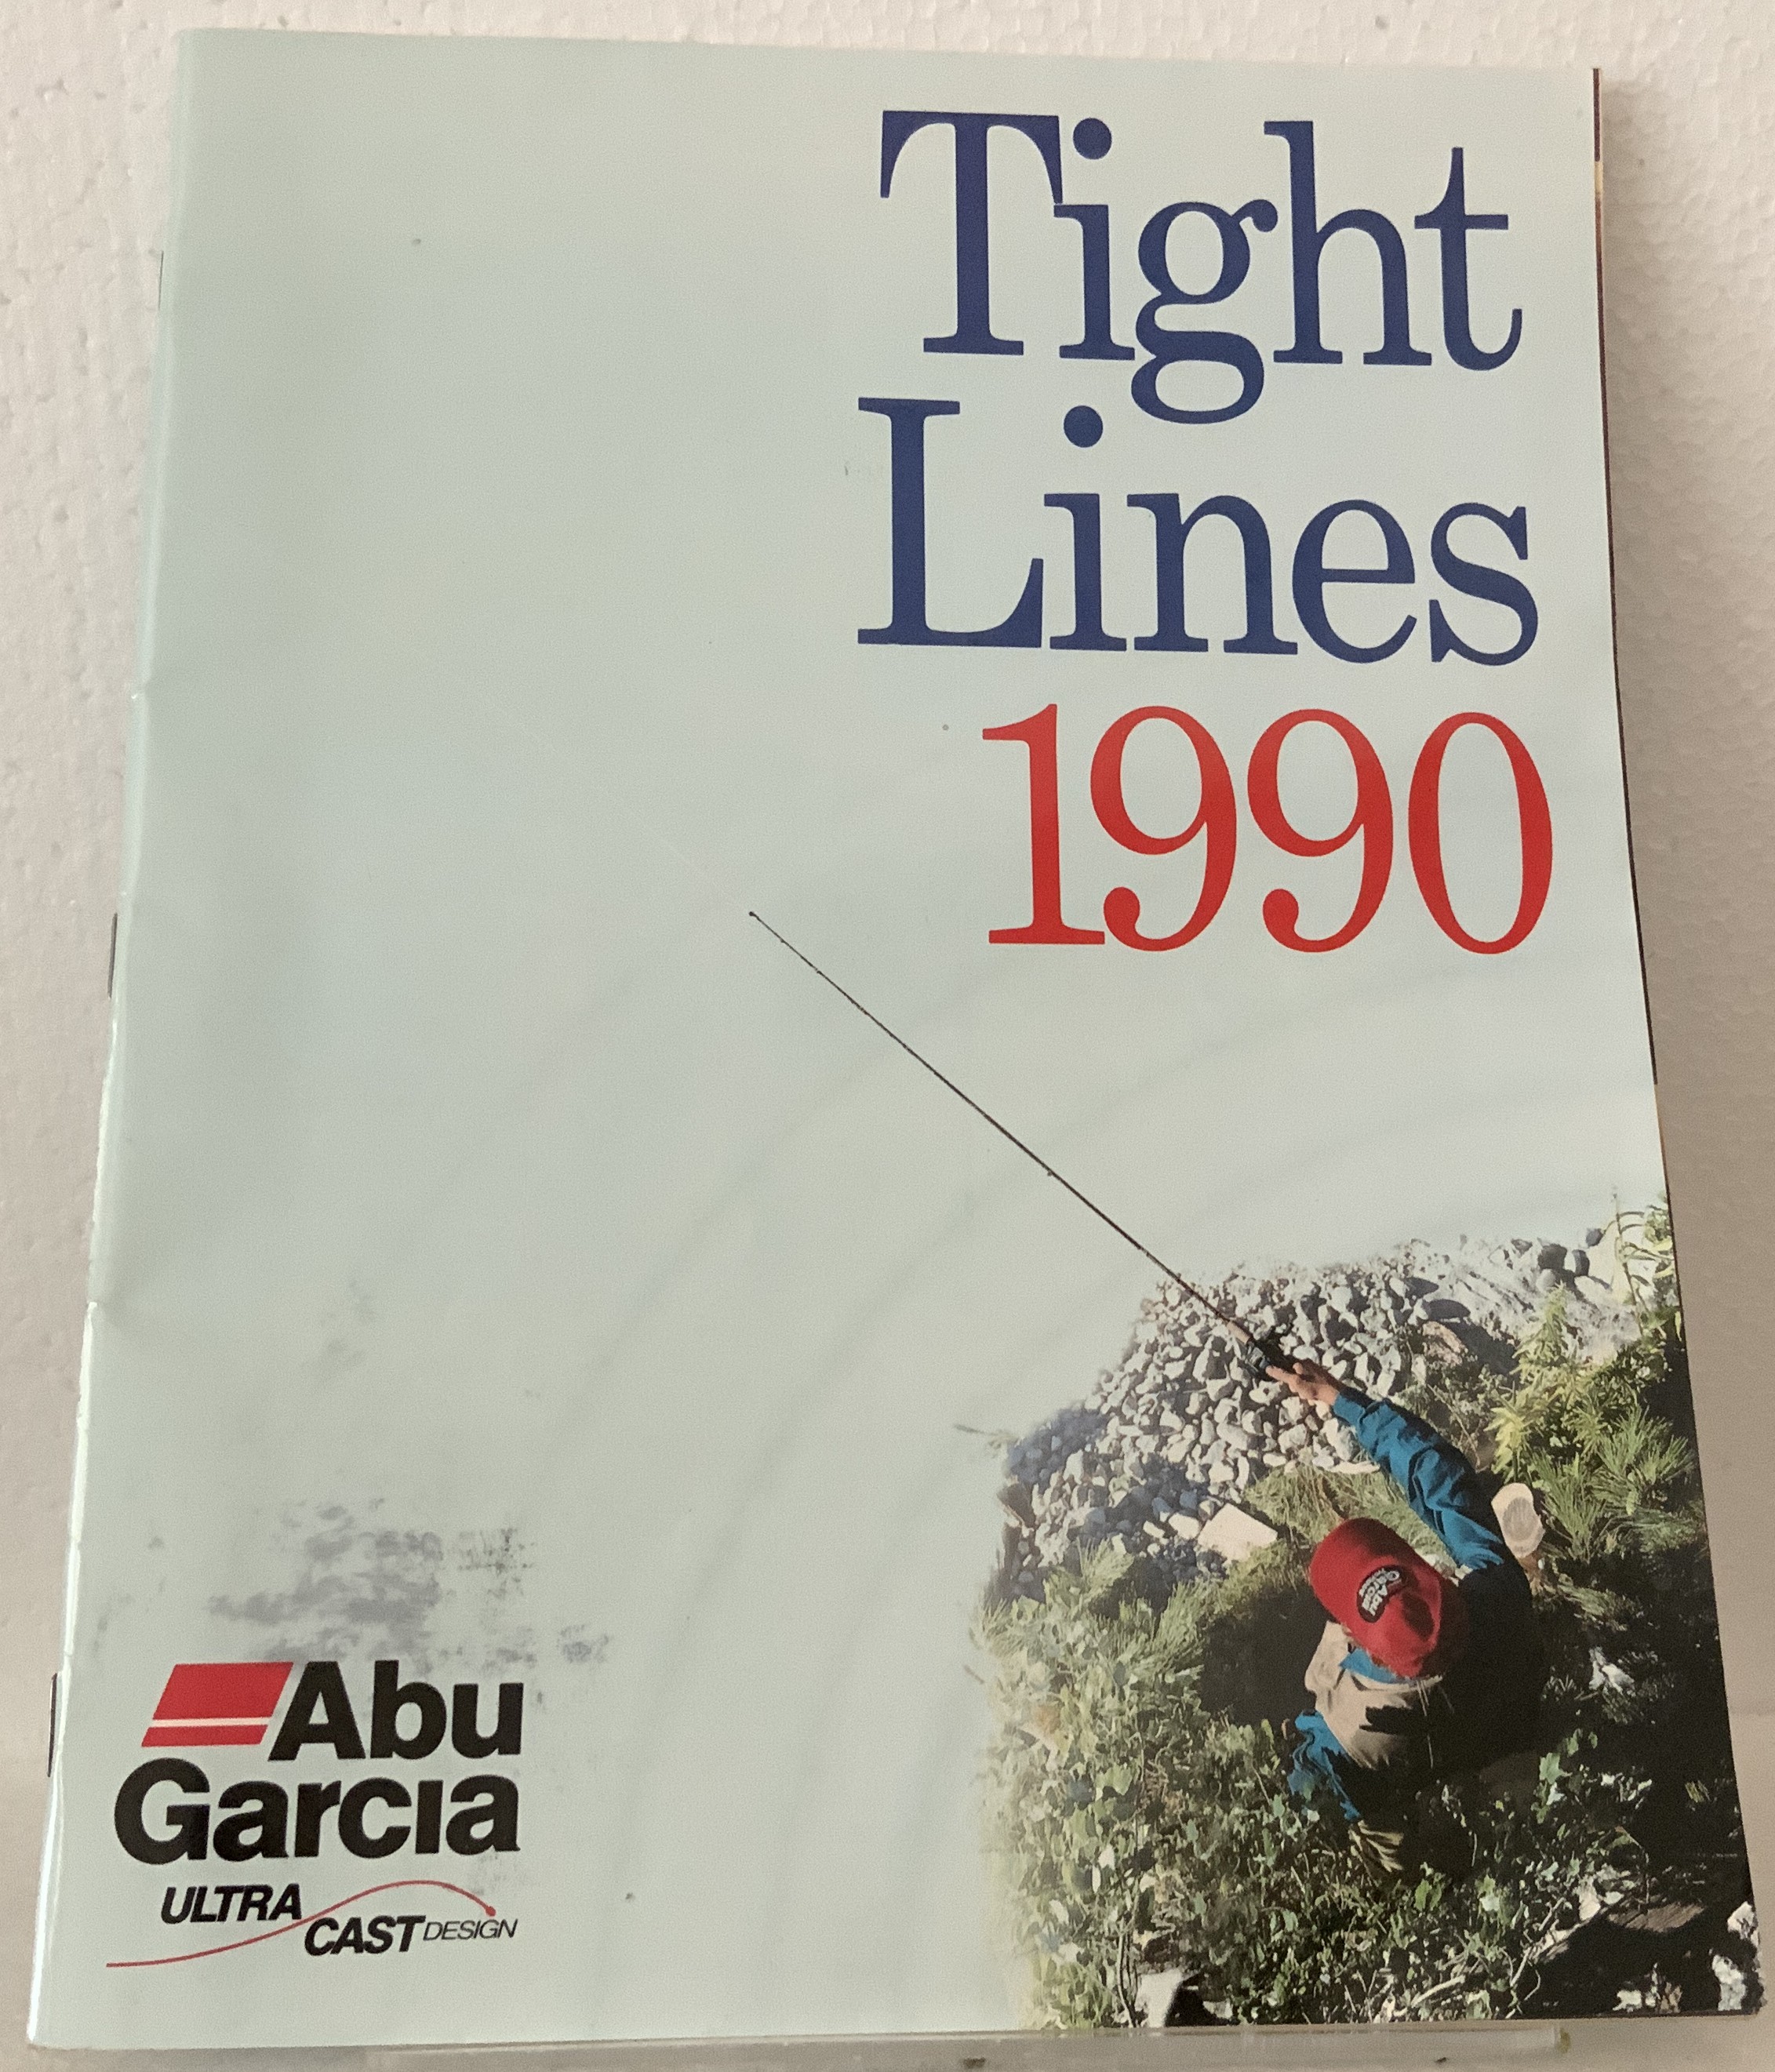 Tight
Lines
1990
Abu
Garcia
ULTRA
CAST DESIGN